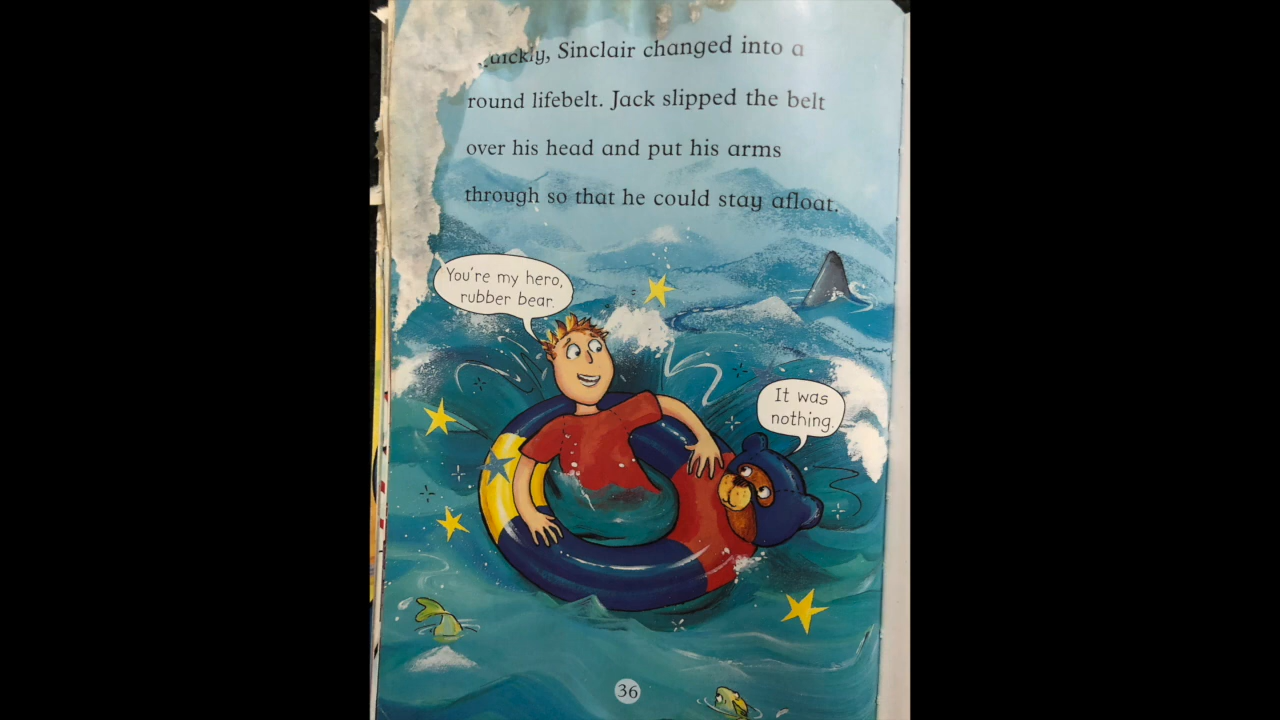 Quickly, Sinclair changed into a
round lifebelt. Jack slipped the belt
over his head and put his arms
through so that he could stay afloat.
You're my hero,
rubber bear.
It was
nothing.
36